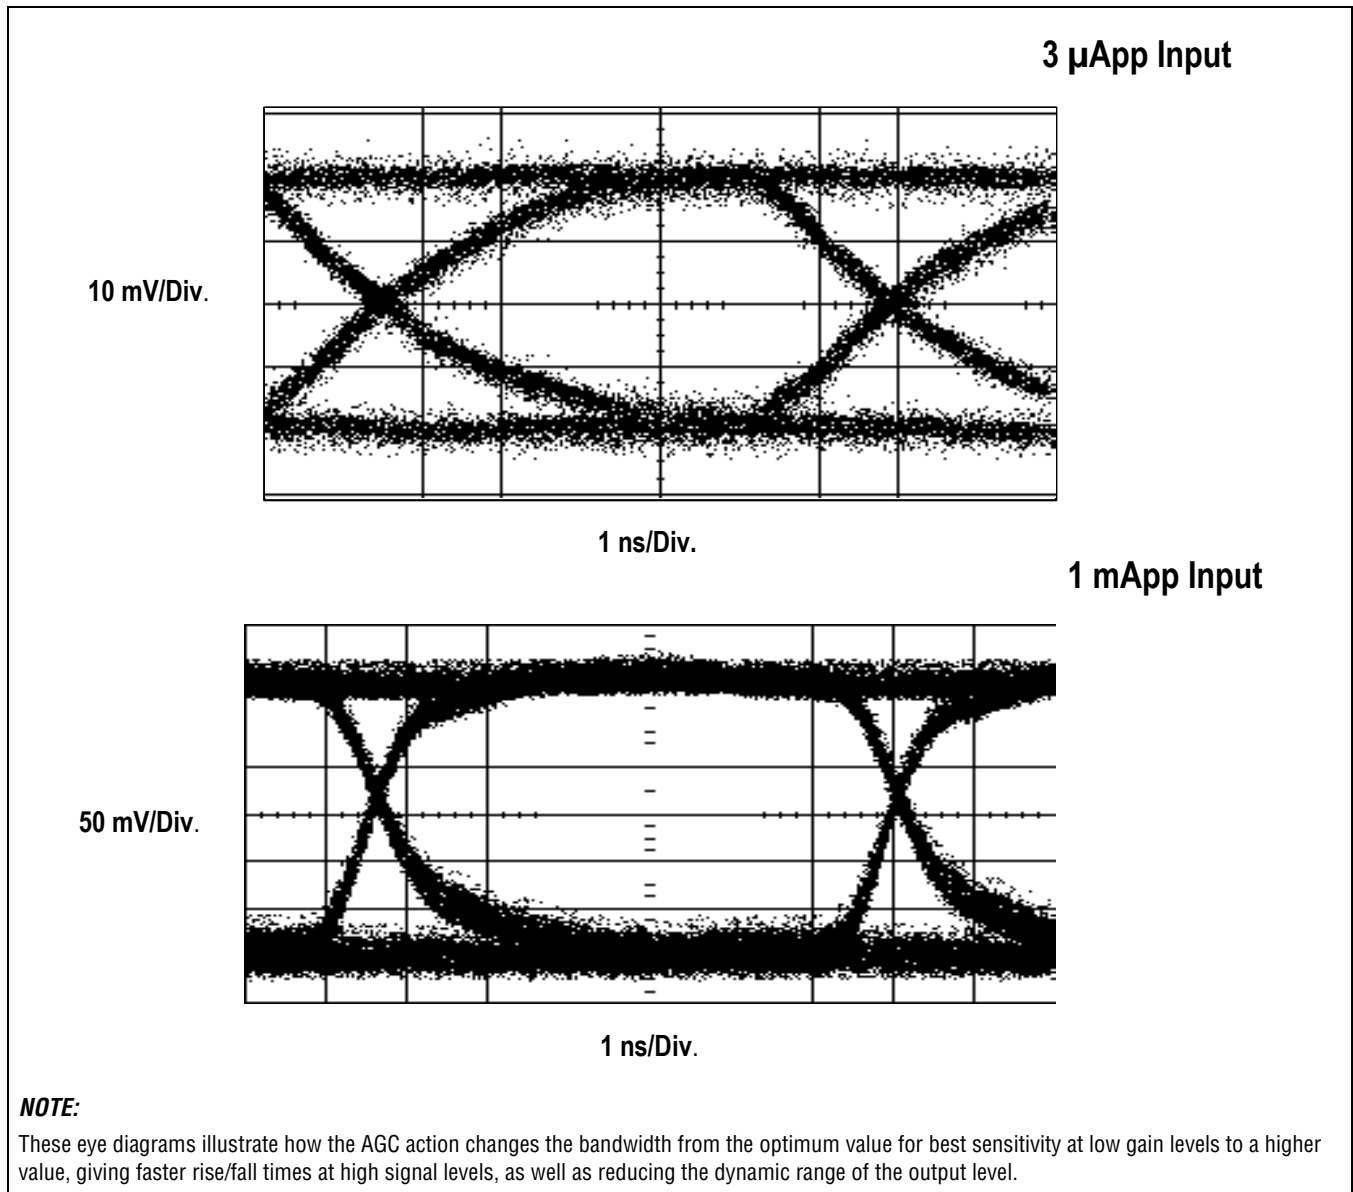 3 µApp Input
10 mV/Div.
1 ns/Div.
1 mApp Input
50 mV/Div.
1 ns/Div.
NOTE:
These eye diagrams illustrate how the AGC action changes the bandwidth from the optimum value for best sensitivity at low gain levels to a higher
value, giving faster rise/fall times at high signal levels, as well as reducing the dynamic range of the output level.